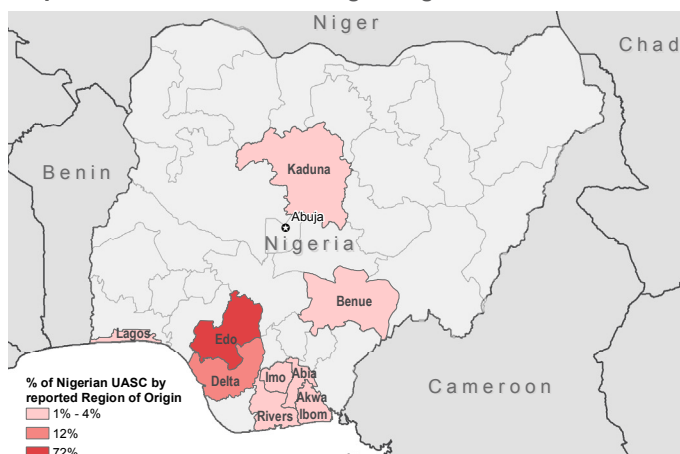 Niger
Chad
Benin
Kaduna
Abuja
Nigeria
Benue
Lagos
Edo
Delta
Imo
Abia
Akwa
Ibom
Rivers
Cameroon
% of Nigerian UASC by
reported Region of Origin
1% - 4%
12%
72%